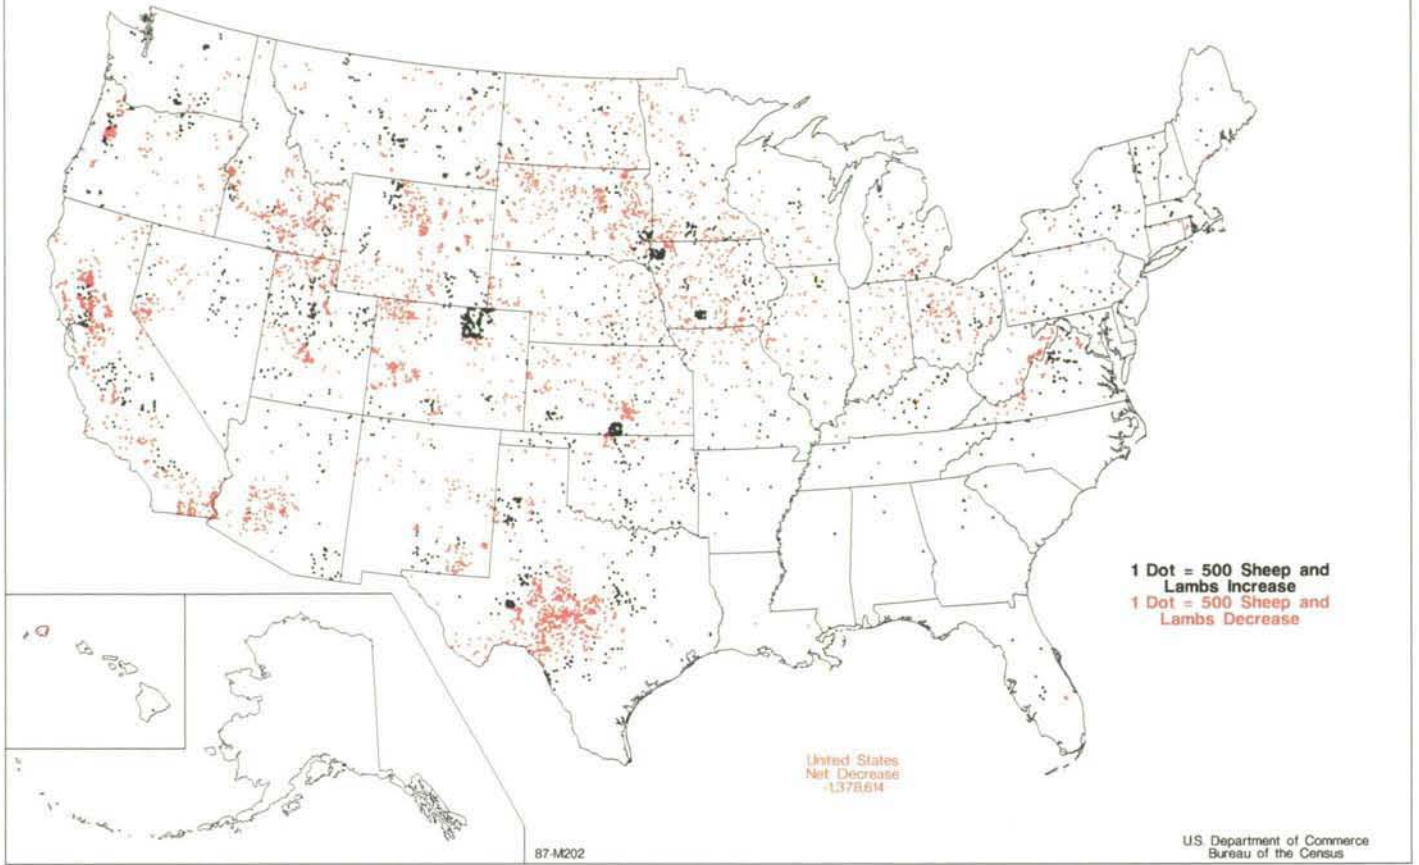 1 Dot = 500 Sheep and
Lambs Increase
1 Dot = 500 Sheep and
Lambs Decrease
United States
Net Decrease
-1,378,614
87-M202
U.S. Department of Commerce
Bureau of the Census